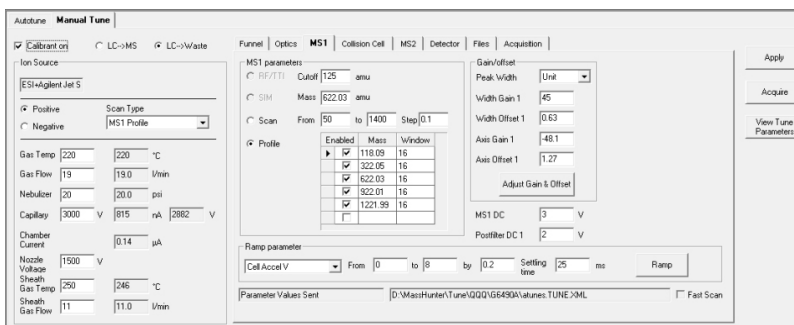 Autotune Manual Tune
Calibrant on LC-->MS LC-->Waste
Ion Source
ESI+Agilent Jet S
Positive
Negative
Scan Type
MS1 Profile
Gas Temp 220 220 °C
Gas Flow 19 19.0 l/min
Nebulizer 20 20.0 psi
Capillary 3000 V 815 nA 2882 V
Chamber
Current 0.14 µA
Nozzle
Voltage 1500 V
Sheath
Gas Temp 250 246 °C
Sheath
Gas Flow 11 11.0 l/min
Funnel Optics MS1 Collision Cell MS2 Detector Files Acquisition
MS1 parameters
RF/TTI Cutoff 125 amu
SIM Mass 622.03 amu
Scan From 50 to 1400 Step 0.1
Profile
Enabled Mass Window
118.09 16
322.05 16
622.03 16
922.01 16
1221.99 16
Gain/offset
Peak Width Unit
Width Gain 1 45
Width Offset 1 0.63
Axis Gain 1 -48.1
Axis Offset 1 1.27
Adjust Gain & Offset
MS1 DC 3 V
Postfilter DC 1 2 V
Ramp parameter
Cell Accel V From 0 to 8 by 0.2 Settling
time 25 ms Ramp
Parameter Values Sent D:\MassHunter\Tune\QQQ\G6490A\atunes.TUNE.XML Fast Scan
Apply
Acquire
View Tune
Parameters